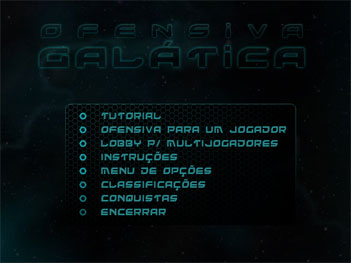 OFENSIVA
GALÁTICA
TUTORIAL
OFENSIVA PARA UM JOGADOR
LOBBY P/ MULTIJOGADORES
INSTRUÇÕES
MENU DE OPÇÕES
CLASSIFICAÇÕES
CONQUISTAS
ENCERRAR